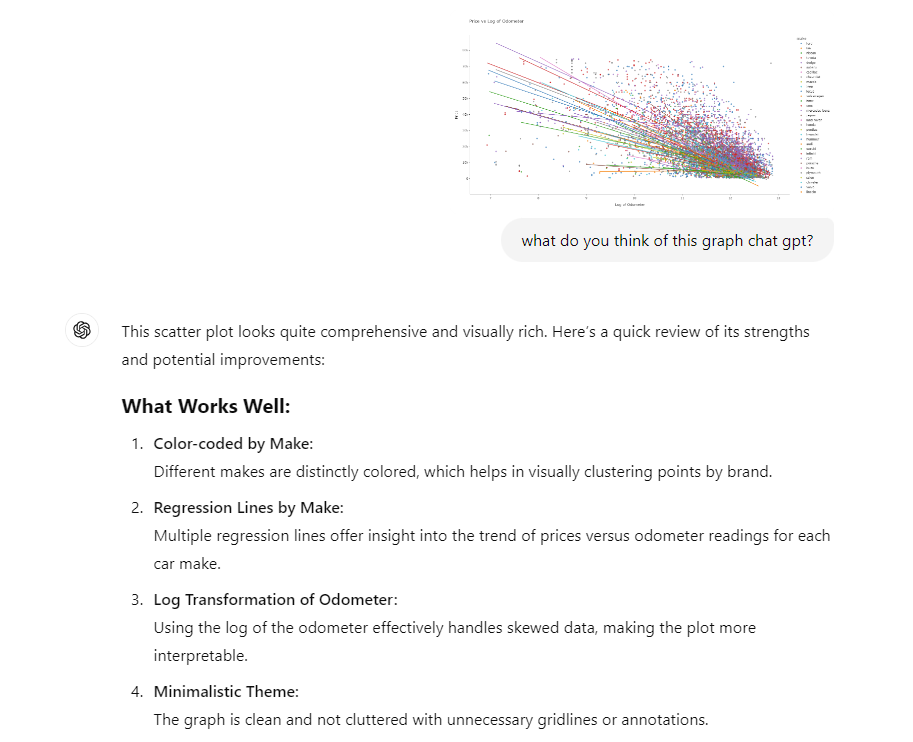 Price vs Log of Odometer
Log of Odometer
what do you think of this graph chat gpt?
This scatter plot looks quite comprehensive and visually rich. Here's a quick review of its strengths
and potential improvements:
What Works Well:
1. Color-coded by Make:
Different makes are distinctly colored, which helps in visually clustering points by brand.
2. Regression Lines by Make:
Multiple regression lines offer insight into the trend of prices versus odometer readings for each
car make.
3. Log Transformation of Odometer:
Using the log of the odometer effectively handles skewed data, making the plot more
interpretable.
4. Minimalistic Theme:
The graph is clean and not cluttered with unnecessary gridlines or annotations.